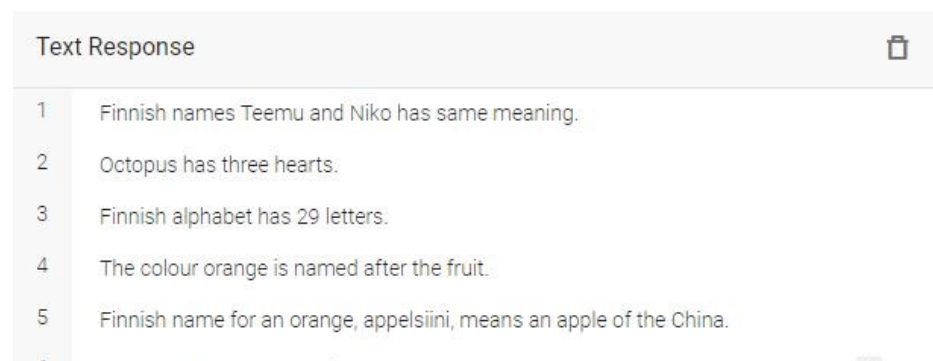 Text Response
1 Finnish names Teemu and Niko has same meaning.
2 Octopus has three hearts.
3 Finnish alphabet has 29 letters.
4 The colour orange is named after the fruit.
5 Finnish name for an orange, appelsiini, means an apple of the China.